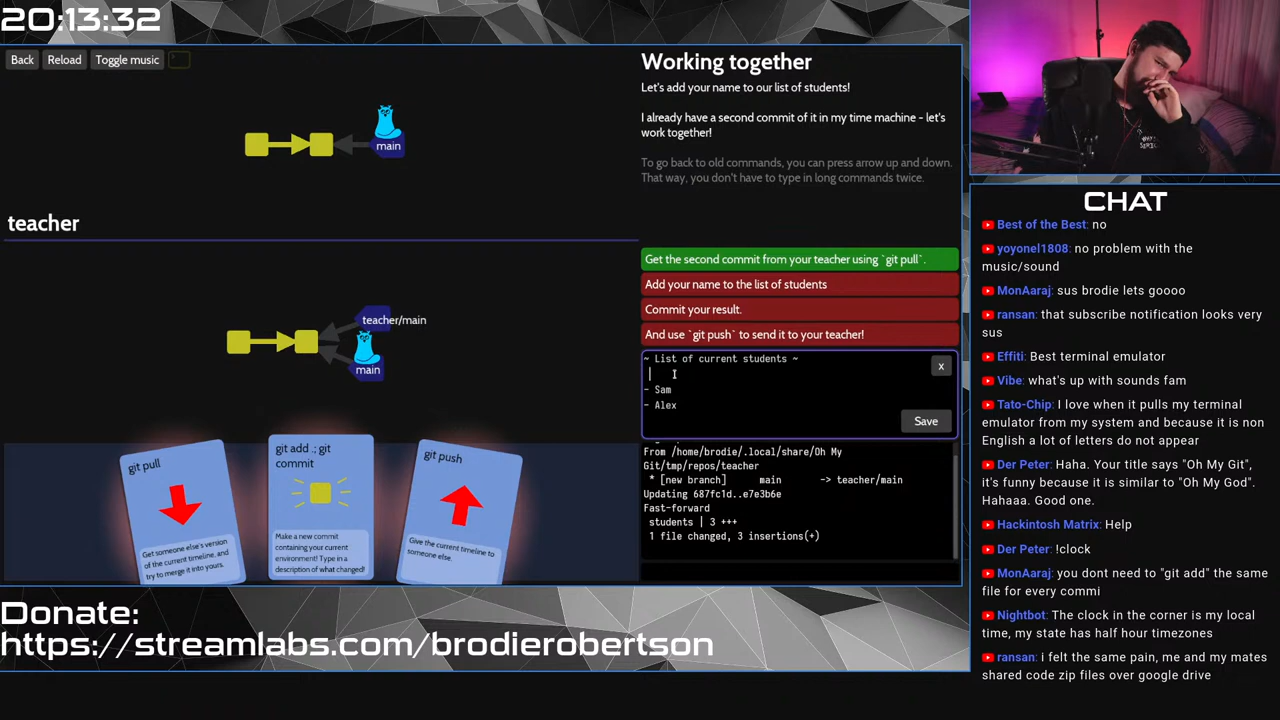 20:13:32
Back
Reload
Toggle music
main
teacher
teacher/main
main
git pull
Get someone else's version
of the current timeline, and
try to merge it into yours.
git add .; git
commit
Make a new commit
containing your current
environment! Type in a
description of what changed!
git push
Give the current timeline to
someone else.
Working together
Let's add your name to our list of students!
I already have a second commit of it in my time machine - let's
work together!
To go back to old commands, you can press arrow up and down.
That way, you don't have to type in long commands twice.
Get the second commit from your teacher using `git pull`.
Add your name to the list of students
Commit your result.
And use `git push` to send it to your teacher!
~ List of current students ~
- Sam
- Alex
x
Save
From /home/brodie/.local/share/Oh My
Git/tmp/repos/teacher
* [new branch] main -> teacher/main
Updating 687fc1d..e7e3b6e
Fast-forward
students | 3 +++
1 file changed, 3 insertions(+)
CHAT
Best of the Best: no
yoyonel1808: no problem with the
music/sound
MonAaraj: sus brodie lets goooo
ransan: that subscribe notification looks very
sus
Effiti: Best terminal emulator
Vibe: what's up with sounds fam
Tato-Chip: I love when it pulls my terminal
emulator from my system and because it is non
English a lot of letters do not appear
Der Peter: Haha. Your title says "Oh My Git",
it's funny because it is similar to "Oh My God".
Hahaaa. Good one.
Hackintosh Matrix: Help
Der Peter: !clock
MonAaraj: you dont need to "git add" the same
file for every commi
Nightbot: The clock in the corner is my local
time, my state has half hour timezones
ransan: i felt the same pain, me and my mates
shared code zip files over google drive
Donate:
https://streamlabs.com/brodierobertson